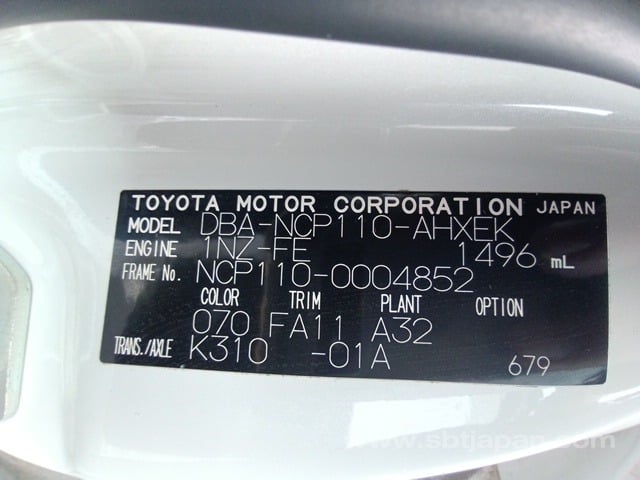 TOYOTA MOTOR CORPORATION JAPAN
MODEL DBA-NCP110-AHXEK
ENGINE 1NZ-FE 1496 mL
FRAME No. NCP110-0004852
COLOR TRIM PLANT OPTION
070 FA11 A32
TRANS./AXLE K310 -01A 679
www.sbtjapan.com